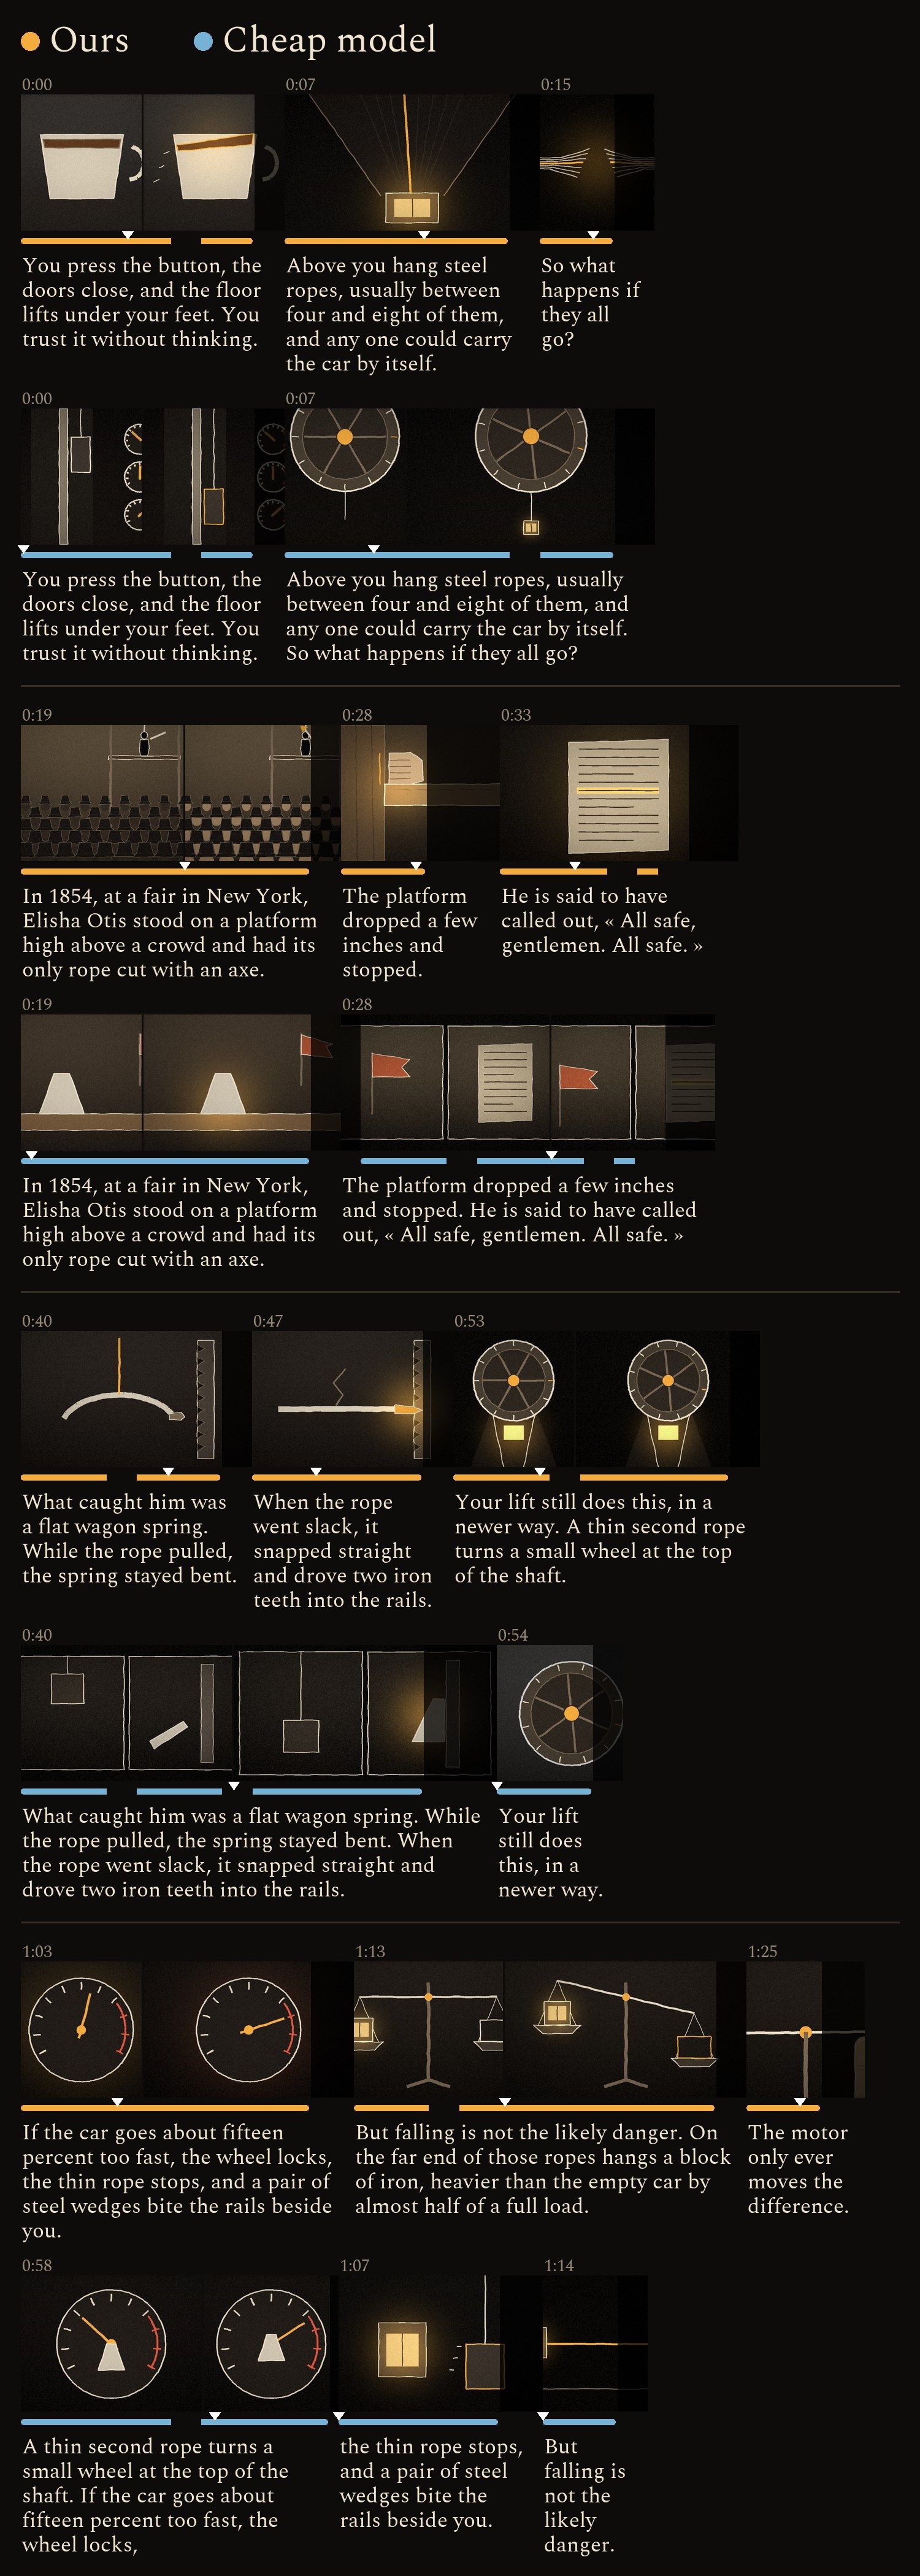 Ours
Cheap model
0:00
You press the button, the
doors close, and the floor
lifts under your feet. You
trust it without thinking.
0:07
Above you hang steel
ropes, usually between
four and eight of them,
and any one could carry
the car by itself.
0:15
So what
happens if
they all
go?
0:00
You press the button, the
doors close, and the floor
lifts under your feet. You
trust it without thinking.
0:07
Above you hang steel ropes, usually
between four and eight of them, and
any one could carry the car by itself.
So what happens if they all go?
0:19
In 1854, at a fair in New York,
Elisha Otis stood on a platform
high above a crowd and had its
only rope cut with an axe.
0:28
The platform
dropped a few
inches and
stopped.
0:33
He is said to have
called out, « All safe,
gentlemen. All safe. »
0:19
In 1854, at a fair in New York,
Elisha Otis stood on a platform
high above a crowd and had its
only rope cut with an axe.
0:28
The platform dropped a few inches
and stopped. He is said to have called
out, « All safe, gentlemen. All safe. »
0:40
What caught him was
a flat wagon spring.
While the rope pulled,
the spring stayed bent.
0:47
When the rope
went slack, it
snapped straight
and drove two iron
teeth into the rails.
0:53
Your lift still does this, in a
newer way. A thin second rope
turns a small wheel at the top
of the shaft.
0:40
What caught him was a flat wagon spring. While
the rope pulled, the spring stayed bent. When
the rope went slack, it snapped straight and
drove two iron teeth into the rails.
0:54
Your lift
still does
this, in a
newer way.
1:03
If the car goes about fifteen
percent too fast, the wheel locks,
the thin rope stops, and a pair of
steel wedges bite the rails beside
you.
1:13
But falling is not the likely danger. On
the far end of those ropes hangs a block
of iron, heavier than the empty car by
almost half of a full load.
1:25
The motor
only ever
moves the
difference.
0:58
A thin second rope turns a
small wheel at the top of the
shaft. If the car goes about
fifteen percent too fast, the
wheel locks,
1:07
the thin rope stops,
and a pair of steel
wedges bite the
rails beside you.
1:14
But
falling is
not the
likely
danger.